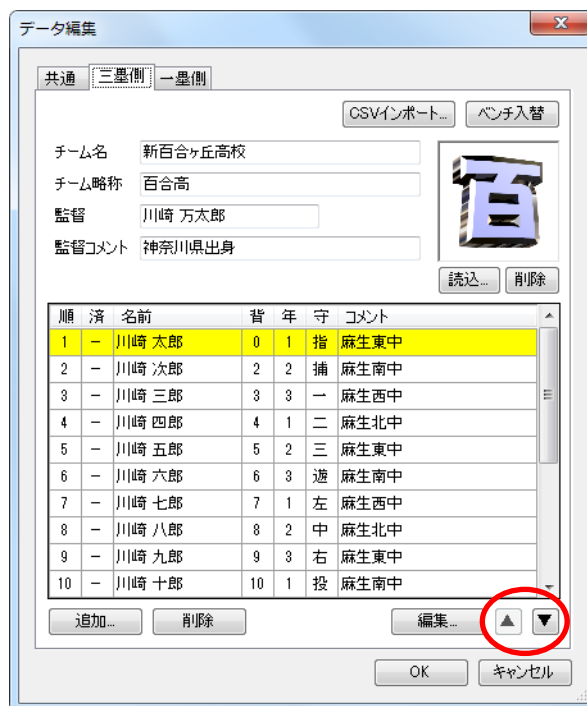 データ編集
共通 三塁側 一塁側
CSVインポート... ベンチ入替
チーム名 新百合ヶ丘高校
チーム略称 百合高
監督 川崎 万太郎
監督コメント 神奈川県出身
百
読込... 削除
順 済 名前 背 年 守 コメント
1 － 川崎 太郎 0 1 指 麻生東中
2 － 川崎 次郎 2 2 捕 麻生南中
3 － 川崎 三郎 3 3 一 麻生西中
4 － 川崎 四郎 4 1 二 麻生北中
5 － 川崎 五郎 5 2 三 麻生東中
6 － 川崎 六郎 6 3 遊 麻生南中
7 － 川崎 七郎 7 1 左 麻生西中
8 － 川崎 八郎 8 2 中 麻生北中
9 － 川崎 九郎 9 3 右 麻生東中
10 － 川崎 十郎 10 1 投 麻生南中
追加... 削除 編集... ▲ ▼
OK キャンセル